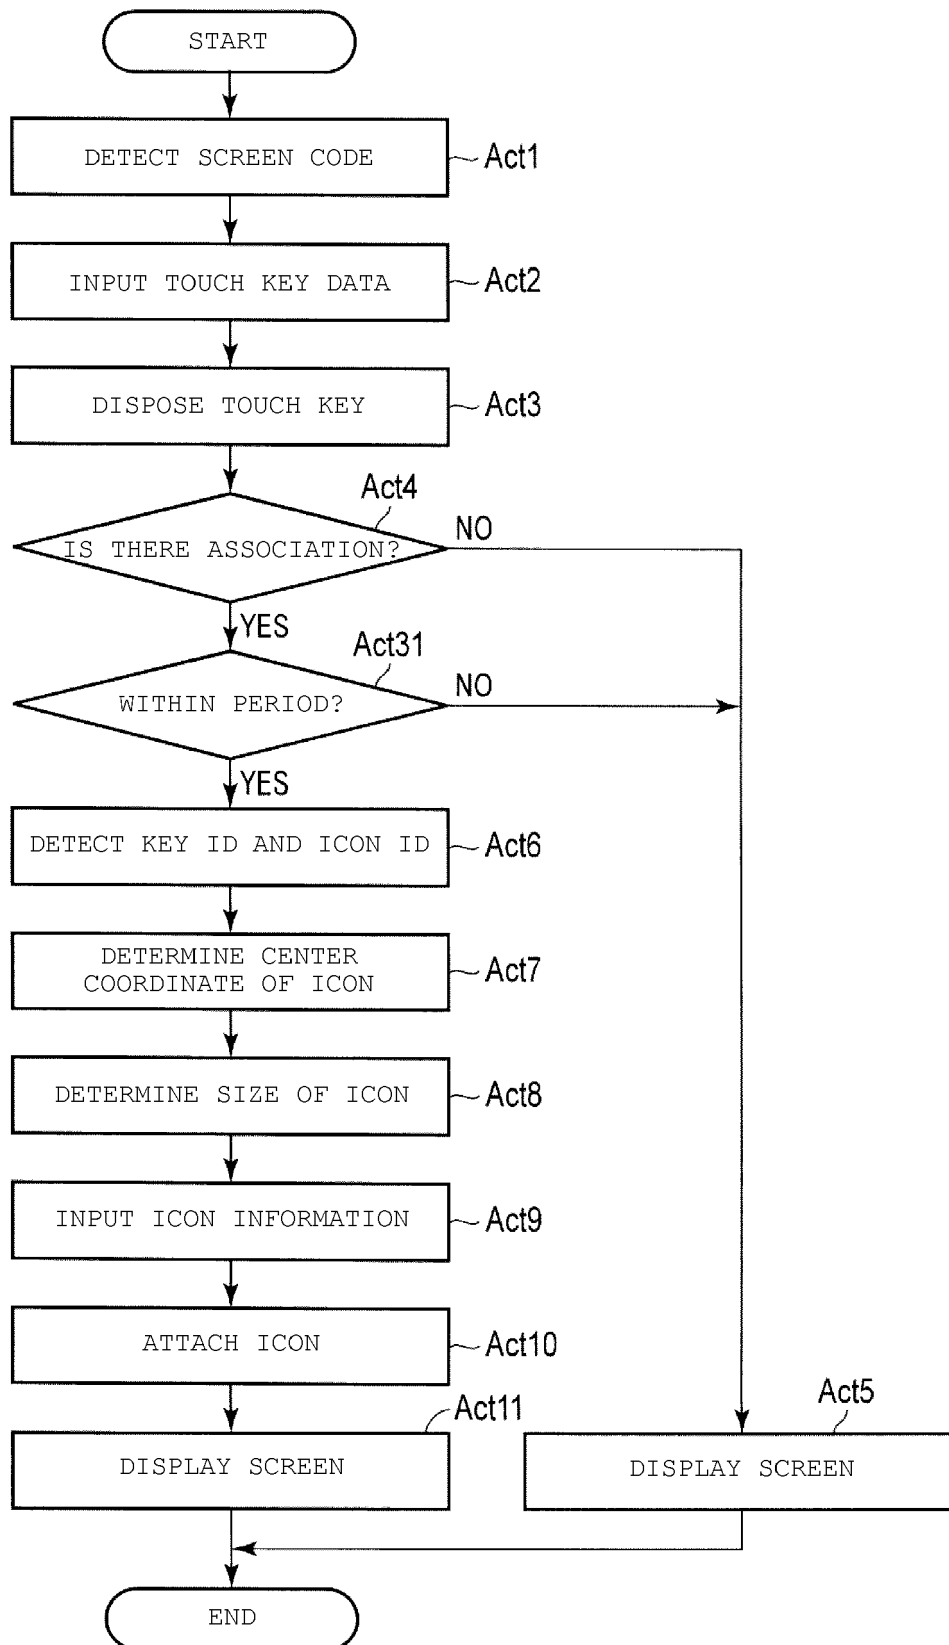 START
DETECT SCREEN CODE
Act1
INPUT TOUCH KEY DATA
Act2
DISPOSE TOUCH KEY
Act3
Act4
IS THERE ASSOCIATION?
NO
YES
Act31
WITHIN PERIOD?
NO
YES
DETECT KEY ID AND ICON ID
Act6
DETERMINE CENTER
COORDINATE OF ICON
Act7
DETERMINE SIZE OF ICON
Act8
INPUT ICON INFORMATION
Act9
ATTACH ICON
Act10
Act11
DISPLAY SCREEN
Act5
DISPLAY SCREEN
END